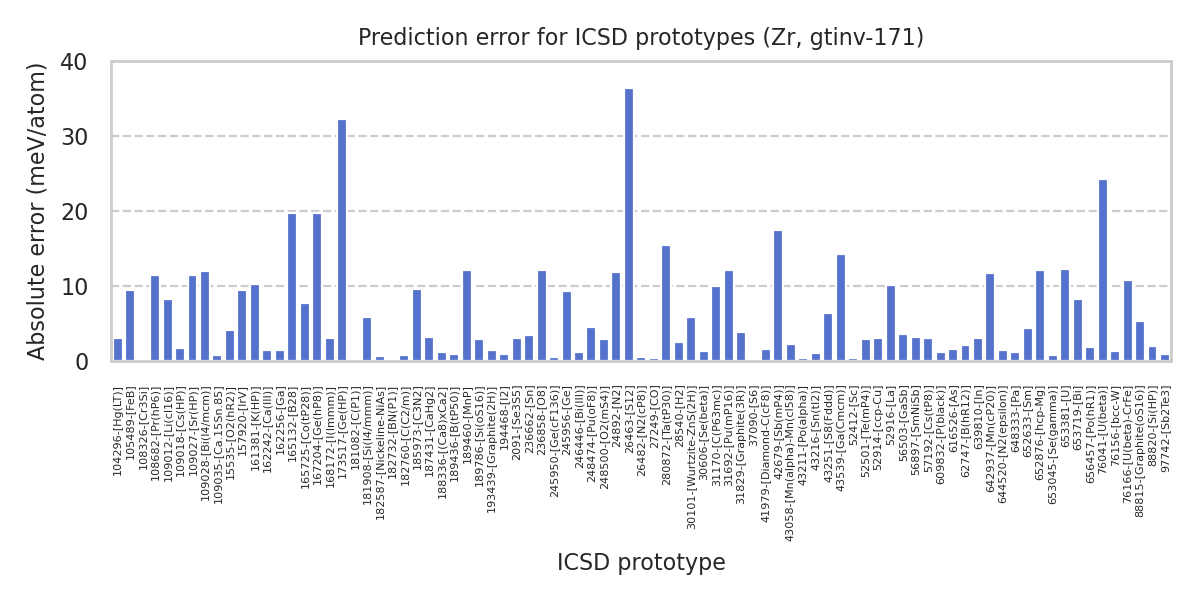 Prediction error for ICSD prototypes (Zr, gtinv-171)
Absolute error (meV/atom)
40
30
20
10
0
104296-[Hg(LT)]
105489-[FeB]
108326-[Cr3Si]
108682-[Pr(hP6)]
109012-[Li(cI16)]
109018-[Cs(HP)]
109027-[Sr(HP)]
109028-[Bi(I4/mcm)]
109035-[Ca.15Sn.85]
15535-[O2(hR2)]
157920-[IrV]
161381-[K(HP)]
162242-[Ca(III)]
162256-[Ga]
165132-[B28]
165725-[Co(tP28)]
167204-[Ge(hP8)]
168172-[I(Immm)]
173517-[Ge(HP)]
181082-[C(P1)]
181908-[Si(I4/mmm)]
182587-[Nickeline-NiAs]
182732-[BN(P1)]
182760-[C(C2/m)]
185973-[C3N2]
187431-[CaHg2]
188336-[(Ca8)xCa2]
189436-[B(tP50)]
189460-[MnP]
189786-[Si(oS16)]
193439-[Graphite(2H)]
194468-[I2]
2091-[Se3S5]
236662-[Sn]
236858-[O8]
245950-[Ge(cF136)]
245956-[Ge]
246446-[Bi(III)]
248474-[Pu(oF8)]
248500-[O2(mS4)]
24892-[N2]
26463-[S12]
26482-[N2(cP8)]
27249-[CO]
280872-[Ta(tP30)]
28540-[H2]
30101-[Wurtzite-ZnS(2H)]
30606-[Se(beta)]
31170-[C(P63mc)]
31692-[Pu(mP16)]
31829-[Graphite(3R)]
37090-[S6]
41979-[Diamond-C(cF8)]
42679-[Sb(mP4)]
43058-[Mn(alpha)-Mn(cI58)]
43211-[Po(alpha)]
43216-[Sn(tI2)]
43251-[S8(Fddd)]
43539-[Ga(Cmcm)]
52412-[Sc]
52501-[Te(mP4)]
52914-[ccp-Cu]
52916-[La]
56503-[GaSb]
56897-[SmNiSb]
57192-[Cs(tP8)]
609832-[P(black)]
616526-[As]
62747-[B(hR12)]
639810-[In]
642937-[Mn(cP20)]
644520-[N2(epsilon)]
648333-[Pa]
652633-[Sm]
652876-[hcp-Mg]
653045-[Se(gamma)]
653381-[U]
653719-[Bi]
656457-[Po(hR1)]
76041-[U(beta)]
76156-[bcc-W]
76166-[U(beta)-CrFe]
88815-[Graphite(oS16)]
88820-[Si(HP)]
97742-[Sb2Te3]
ICSD prototype